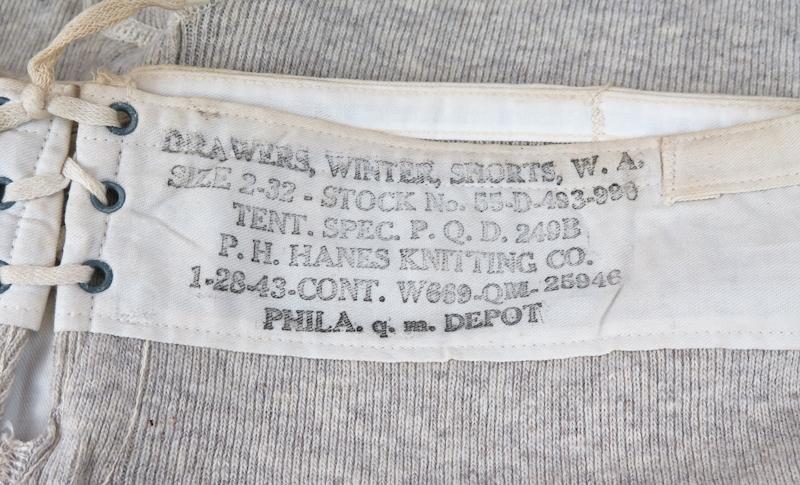 DRAWERS, WINTER, SHORTS, W. A.
SIZE 2-32 - STOCK No. 55-D-493-990
TENT. SPEC. P. Q. D. 249B
P. H. HANES KNITTING CO.
1-28-43-CONT. W669-QM-25946
PHILA. q. m. DEPOT